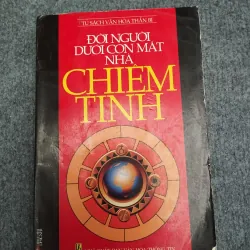 TỦ SÁCH VĂN HÓA THẦN BÍ
ĐỜI NGƯỜI
DƯỚI CON MẮT
NHÀ
CHIÊM
TINH